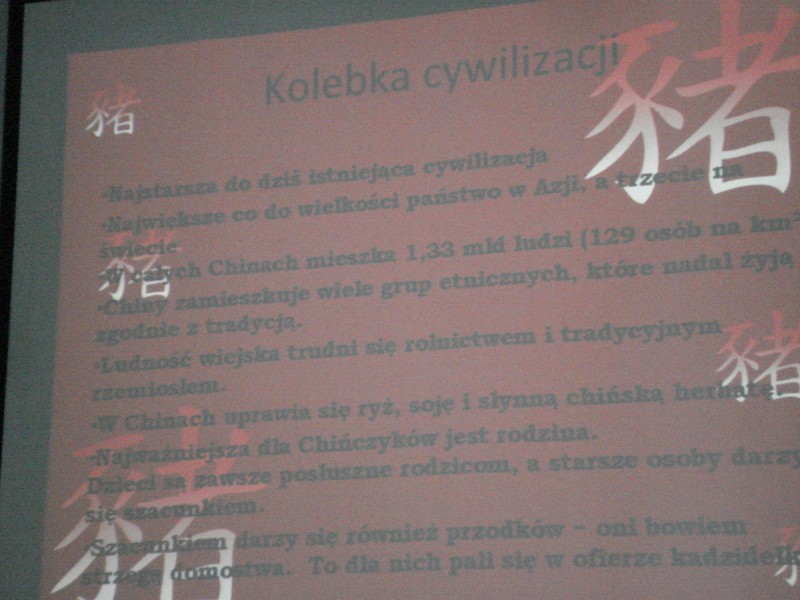 Kolebka cywilizacji
豬
豬
•Najstarsza do dziś istniejąca cywilizacja
•Największe co do wielkości państwo w Azji, a trzecie na
świecie
•W całych Chinach mieszka 1,33 mld ludzi (129 osób na km²
豬
•Chiny zamieszkuje wiele grup etnicznych, które nadal żyją
zgodnie z tradycją.
•Ludność wiejska trudni się rolnictwem i tradycyjnym
豬
rzemiosłem.
•W Chinach uprawia się ryż, soję i słynną chińską herbatę
•Najważniejsza dla Chińczyków jest rodzina.
Dzieci są zawsze posłuszne rodzicom, a starsze osoby darzy
się szacunkiem.
豬
•Szacunkiem darzy się również przodków – oni bowiem
strzegą domostwa. To dla nich pali się w ofierze